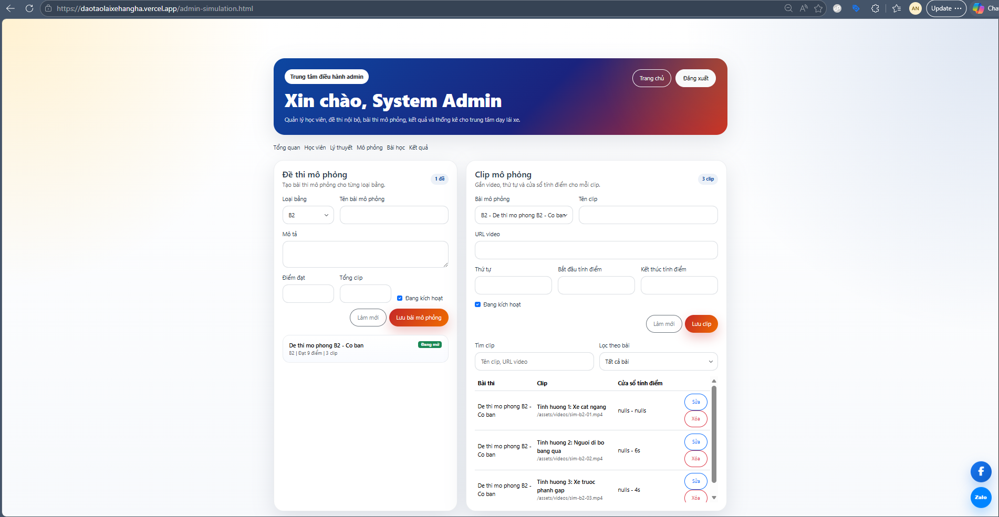 https://daotaolaixehangha.vercel.app/admin-simulation.html
AN
Update
Trung tâm điều hành admin
Trang chủ
Đăng xuất
Xin chào, System Admin
Quản lý học viên, đề thi nội bộ, bài thi mô phỏng, kết quả và thống kê cho trung tâm dạy lái xe.
Tổng quan Học viên Lý thuyết Mô phỏng Bài học Kết quả
Đề thi mô phỏng
1 đề
Tạo bài thi mô phỏng cho từng loại bằng.
Loại bằng
Tên bài mô phỏng
B2
Mô tả
Điểm đạt
Tổng clip
Đang kích hoạt
Làm mới
Lưu bài mô phỏng
De thi mo phong B2 - Co ban
Đang mở
B2 | Đạt 9 điểm | 3 clip
Clip mô phỏng
3 clip
Gắn video, thứ tự và cửa sổ tính điểm cho mỗi clip.
Bài mô phỏng
Tên clip
B2 - De thi mo phong B2 - Co ban
URL video
Thứ tự
Bắt đầu tính điểm
Kết thúc tính điểm
Đang kích hoạt
Làm mới
Lưu clip
Tìm clip
Lọc theo bài
Tên clip, URL video
Tất cả bài
Bài thi
Clip
Cửa sổ tính điểm
De thi mo phong B2 -
Co ban
Tinh huong 1: Xe cat ngang
/assets/videos/sim-b2-01.mp4
nulls - nulls
Sửa
Xóa
De thi mo phong B2 -
Co ban
Tinh huong 2: Nguoi di bo
bang qua
/assets/videos/sim-b2-02.mp4
nulls - 6s
Sửa
Xóa
De thi mo phong B2 -
Co ban
Tinh huong 3: Xe truoc
phanh gap
/assets/videos/sim-b2-03.mp4
nulls - 4s
Sửa
Xóa
Zalo